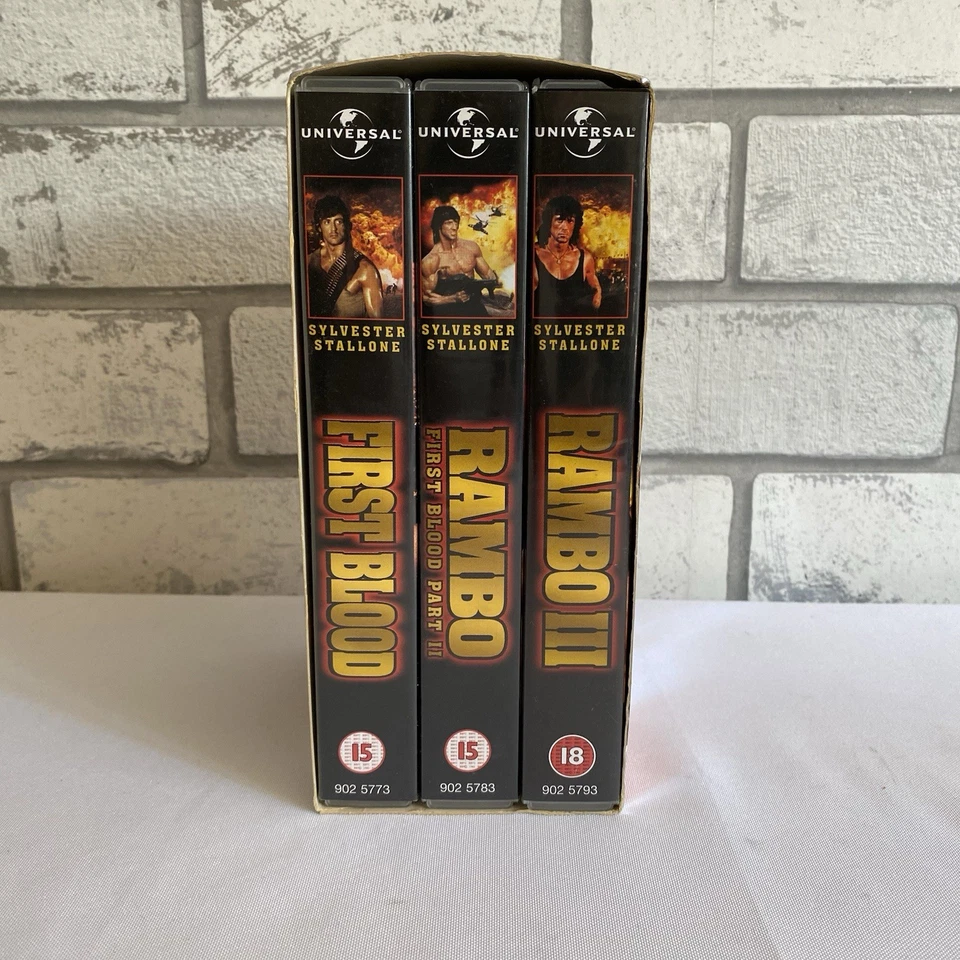 UNIVERSAL®
SYLVESTER
STALLONE
FIRST BLOOD
15
902 5773
UNIVERSAL®
SYLVESTER
STALLONE
RAMBO
FIRST BLOOD PART II
15
902 5783
UNIVERSAL®
SYLVESTER
STALLONE
RAMBO III
18
902 5793